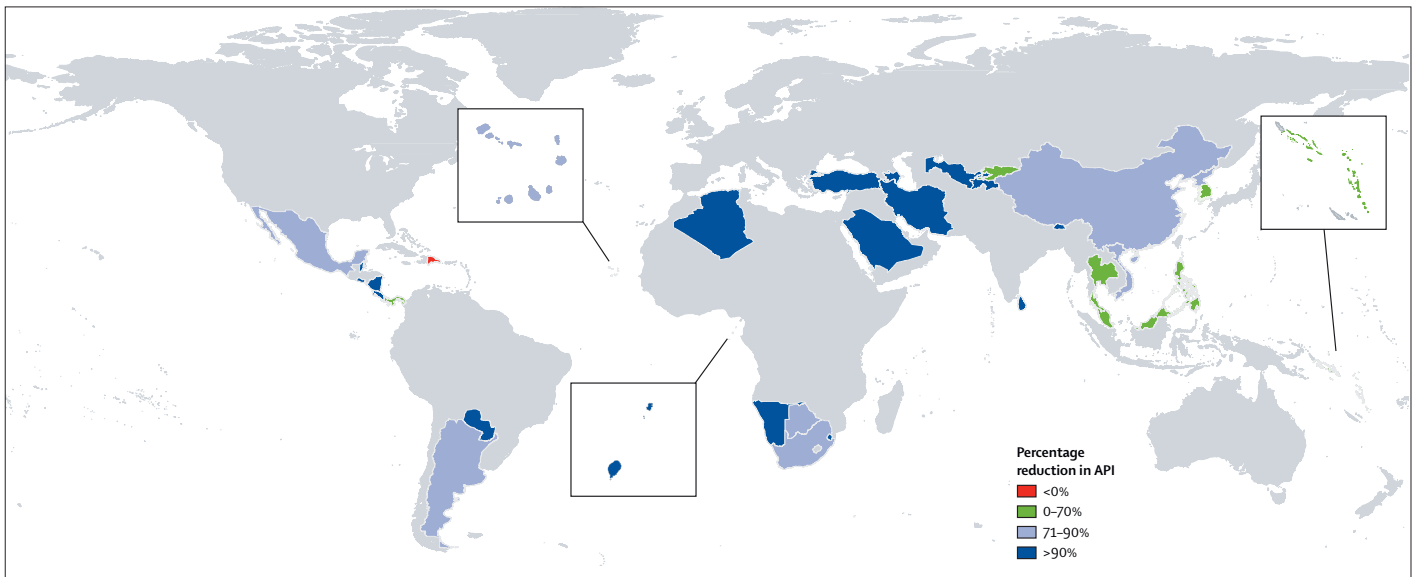 Percentage
reduction in API
<0%
0–70%
71–90%
>90%